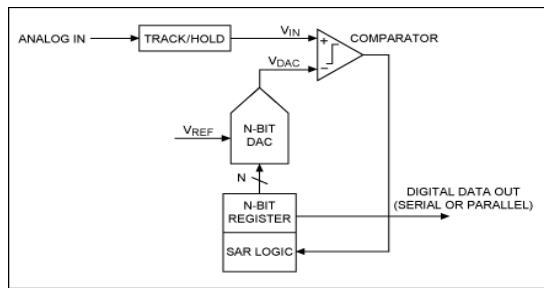 ANALOG IN
TRACK/HOLD
VIN
COMPARATOR
+
−
VDAC
N-BIT
DAC
VREF
N
N-BIT
REGISTER
DIGITAL DATA OUT
(SERIAL OR PARALLEL)
SAR LOGIC